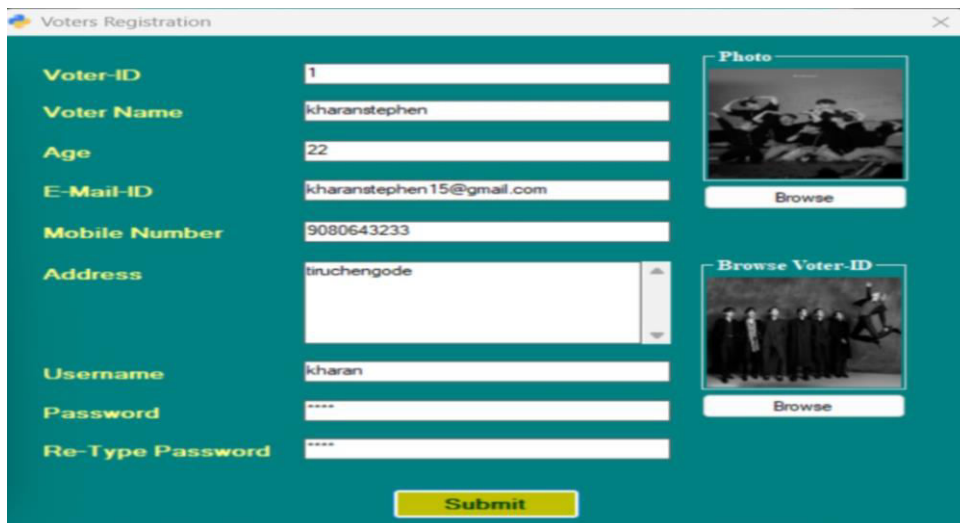 Voters Registration
Voter-ID 1
Voter Name kharanstephen
Age 22
E-Mail-ID kharanstephen15@gmail.com
Mobile Number 9080643233
Address tiruchengode
Username kharan
Password ****
Re-Type Password ****
Submit
Photo
Browse
Browse Voter-ID
Browse